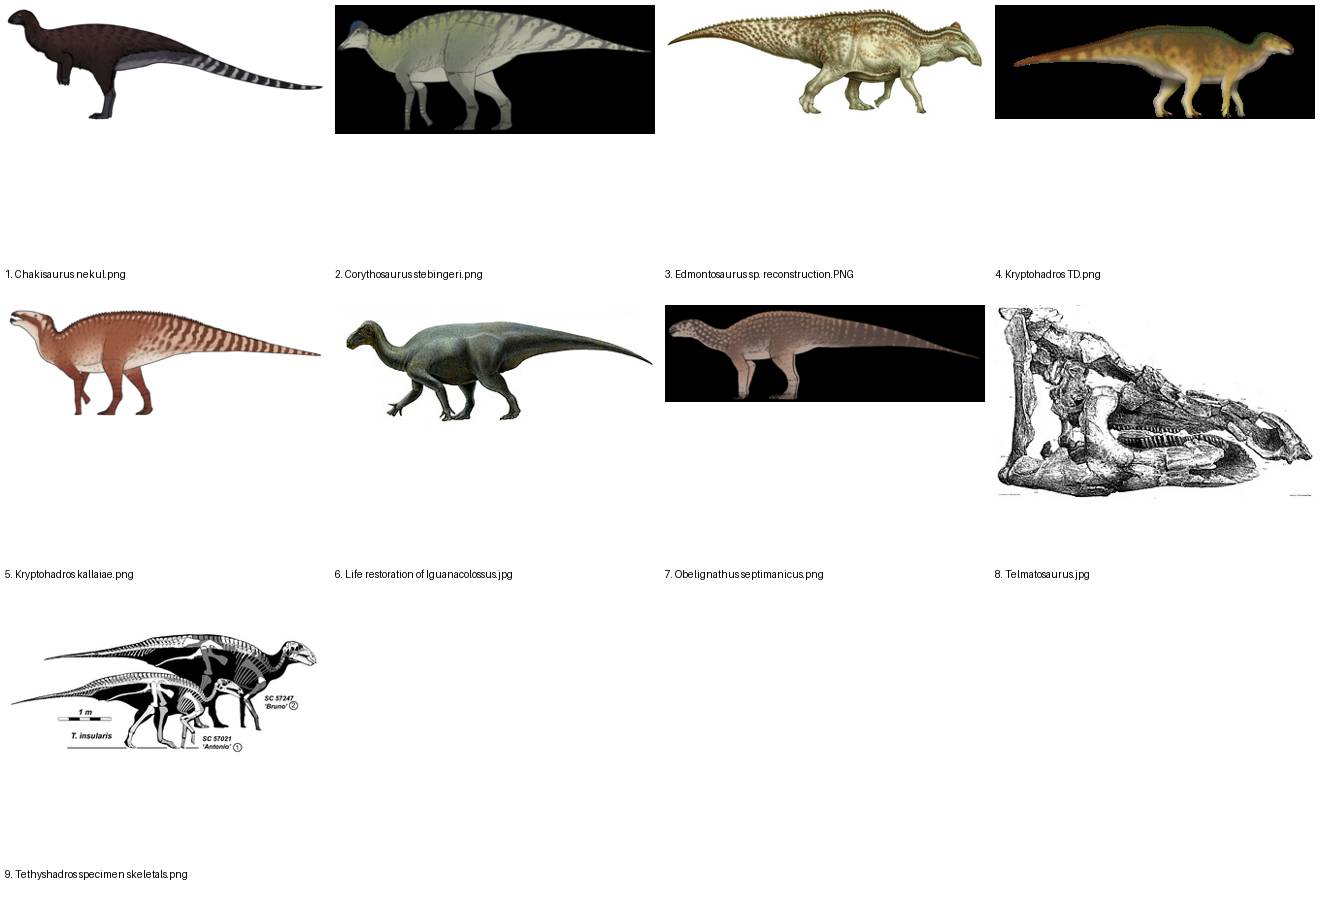 1. Chakisaurus nekul.png
2. Corythosaurus stebingeri.png
3. Edmontosaurus sp. reconstruction.PNG
4. Kryptohadros TD.png
5. Kryptohadros kallaiae.png
6. Life restoration of Iguanacolossus.jpg
7. Obelignathus septimanicus.png
8. Telmatosaurus.jpg
SC 57247
'Bruno' 2
1 m
T. insularis
SC 57021
'Antonio' 1
9. Tethyshadros specimen skeletals.png